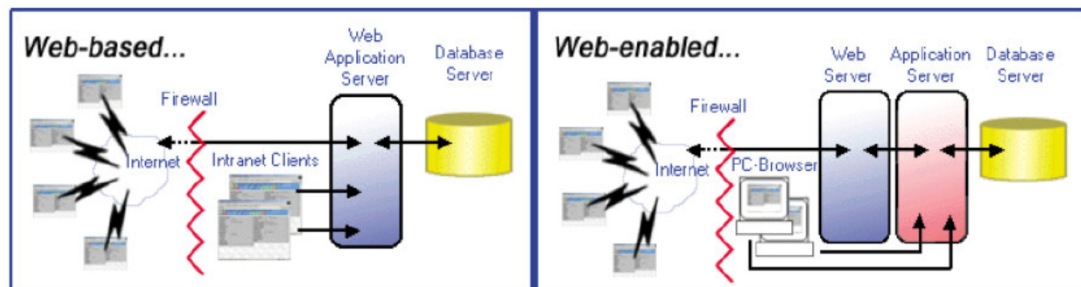 Web-based...
Web
Application
Server
Database
Server
Firewall
Internet
Intranet Clients
Web-enabled...
Web
Server
Application
Server
Database
Server
Firewall
Internet
PC-Browser